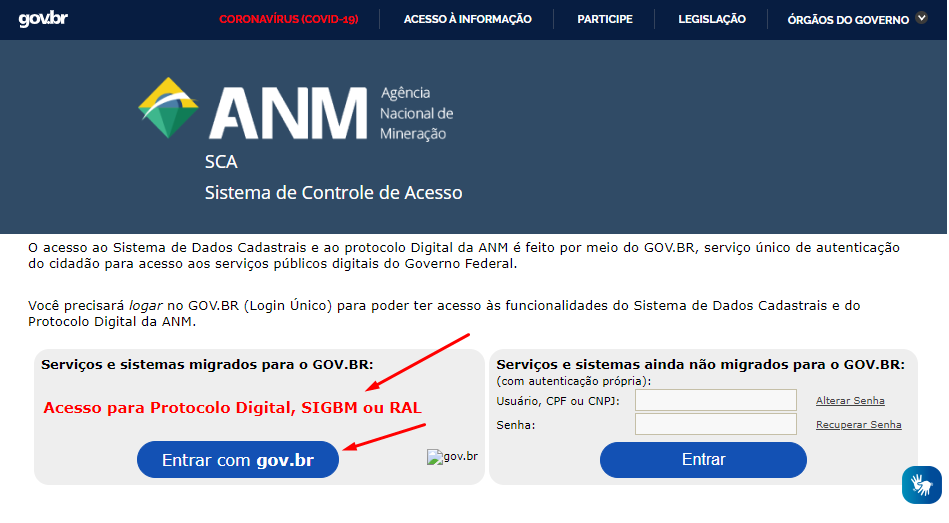 gov.br
CORONAVÍRUS (COVID-19)
ACESSO À INFORMAÇÃO
PARTICIPE
LEGISLAÇÃO
ÓRGÃOS DO GOVERNO
ANM
Agência
Nacional de
Mineração
SCA
Sistema de Controle de Acesso
O acesso ao Sistema de Dados Cadastrais e ao protocolo Digital da ANM é feito por meio do GOV.BR, serviço único de autenticação
do cidadão para acesso aos serviços públicos digitais do Governo Federal.
Você precisará logar no GOV.BR (Login Único) para poder ter acesso às funcionalidades do Sistema de Dados Cadastrais e do
Protocolo Digital da ANM.
Serviços e sistemas migrados para o GOV.BR:
Acesso para Protocolo Digital, SIGBM ou RAL
Entrar com gov.br
gov.br
Serviços e sistemas ainda não migrados para o GOV.BR:
(com autenticação própria):
Usuário, CPF ou CNPJ:
Alterar Senha
Senha:
Recuperar Senha
Entrar